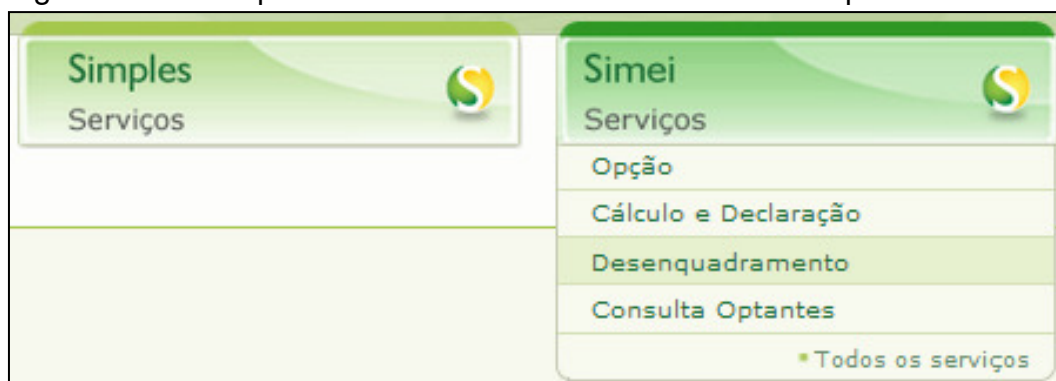 Simples
Serviços
Simei
Serviços
Opção
Cálculo e Declaração
Desenquadramento
Consulta Optantes
Todos os serviços